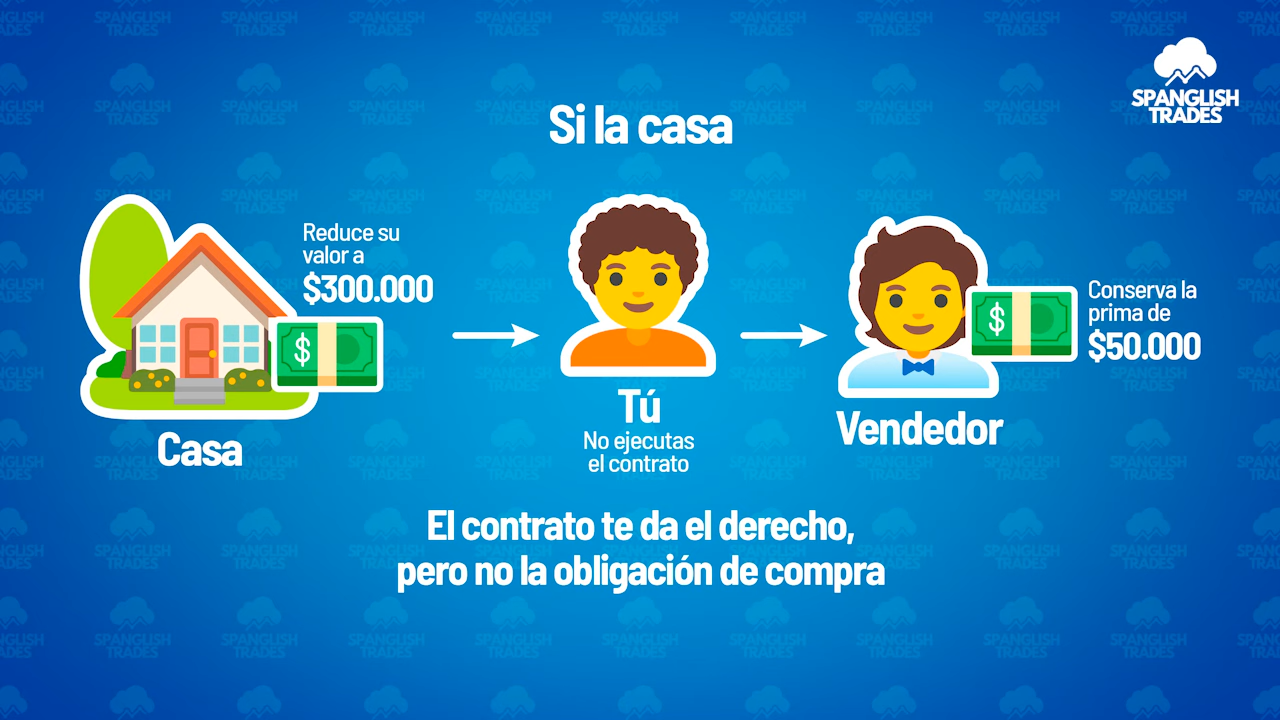 SPANGLISH
TRADES
Si la casa
Reduce su
valor a
$300.000
Casa
Tú
No ejecutas
el contrato
Vendedor
Conserva la
prima de
$50.000
El contrato te da el derecho,
pero no la obligación de compra